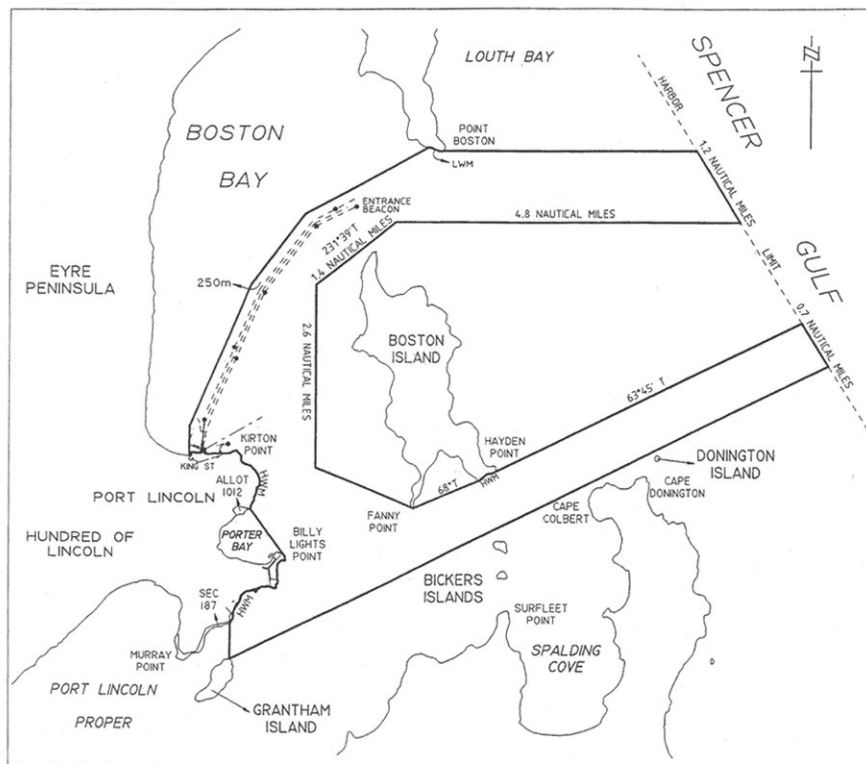 LOUTH BAY
SPENCER
N
HARBOR
BOSTON
BAY
POINT
BOSTON
LWM
1.2 NAUTICAL MILES
ENTRANCE
BEACON
231°39'T
1.4 NAUTICAL MILES
4.8 NAUTICAL MILES
LIMIT
GULF
EYRE
PENINSULA
250m
0.7 NAUTICAL MILES
2.6 NAUTICAL MILES
BOSTON
ISLAND
63°45' T
KIRTON
POINT
KING ST
HAYDEN
POINT
HWM
68°T
HWM
DONINGTON
ISLAND
CAPE
DONINGTON
PORT LINCOLN
ALLOT
1012
FANNY
POINT
CAPE
COLBERT
HUNDRED OF
LINCOLN
PORTER
BAY
BILLY
LIGHTS
POINT
BICKERS
ISLANDS
SEC
187
HWM
SURFLEET
POINT
MURRAY
POINT
SPALDING
COVE
PORT LINCOLN
PROPER
GRANTHAM
ISLAND